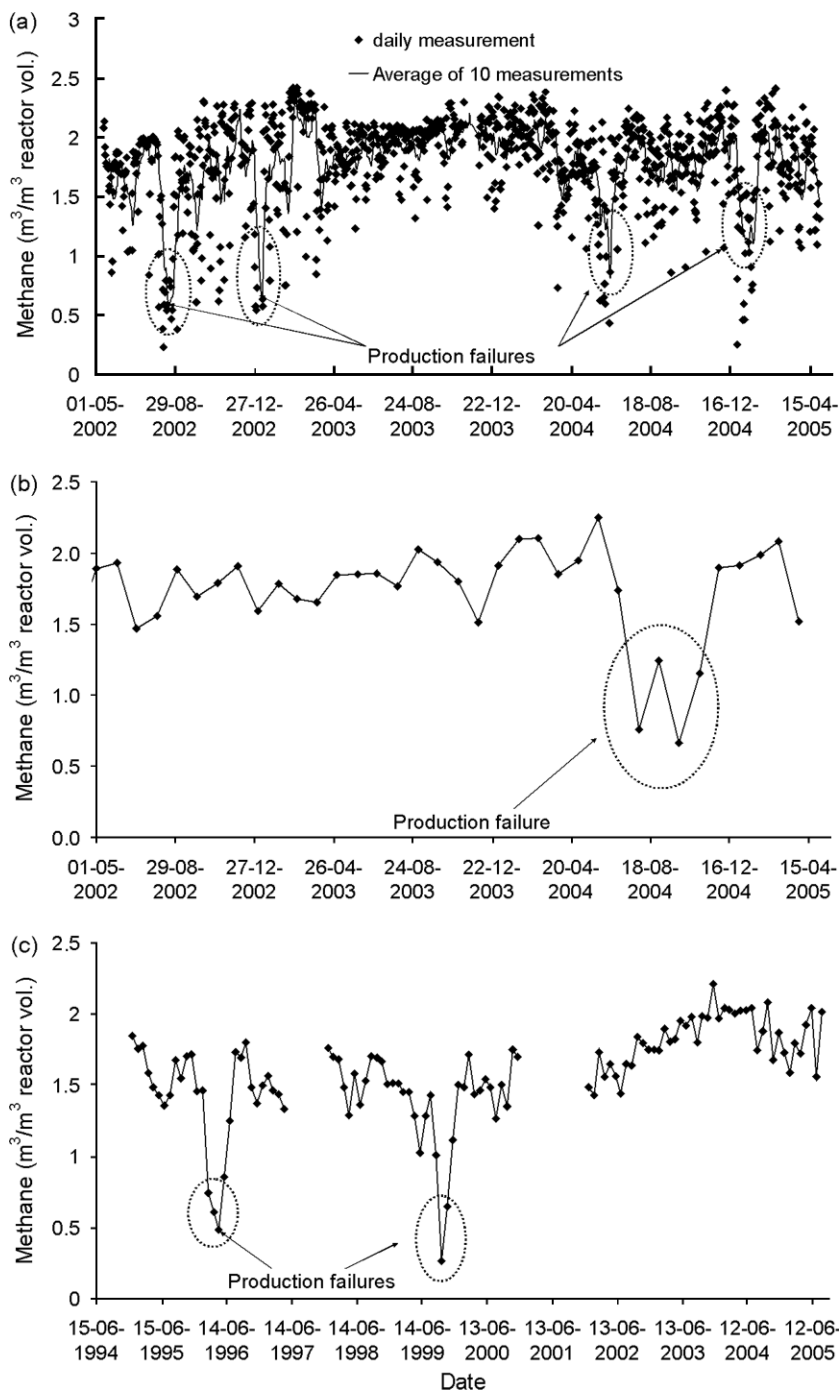 (a)
3
2.5
2
1.5
1
0.5
0
Methane (m³/m³ reactor vol.)
daily measurement
Average of 10 measurements
Production failures
01-05- 29-08- 27-12- 26-04- 24-08- 22-12- 20-04- 18-08- 16-12- 15-04-
2002 2002 2002 2003 2003 2003 2004 2004 2004 2005
(b)
2.5
2.0
1.5
1.0
0.5
0.0
Methane (m³/m³ reactor vol.)
Production failure
01-05- 29-08- 27-12- 26-04- 24-08- 22-12- 20-04- 18-08- 16-12- 15-04-
2002 2002 2002 2003 2003 2003 2004 2004 2004 2005
(c)
2.5
2
1.5
1
0.5
0
Methane (m³/m³ reactor vol.)
Production failures
15-06- 15-06- 14-06- 14-06- 14-06- 14-06- 13-06- 13-06- 13-06- 13-06- 12-06- 12-06-
1994 1995 1996 1997 1998 1999 2000 2001 2002 2003 2004 2005
Date